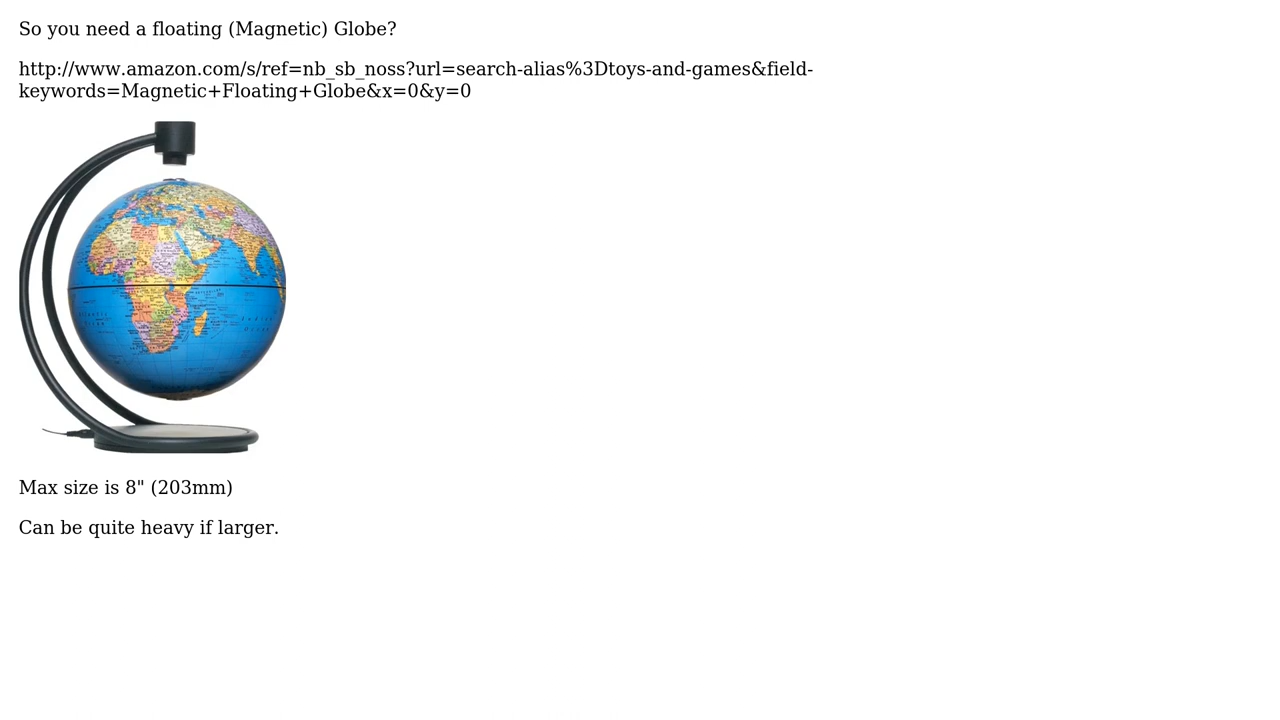 So you need a floating (Magnetic) Globe?
http://www.amazon.com/s/ref=nb_sb_noss?url=search-alias%3Dtoys-and-games&field-
keywords=Magnetic+Floating+Globe&x=0&y=0
Max size is 8" (203mm)
Can be quite heavy if larger.